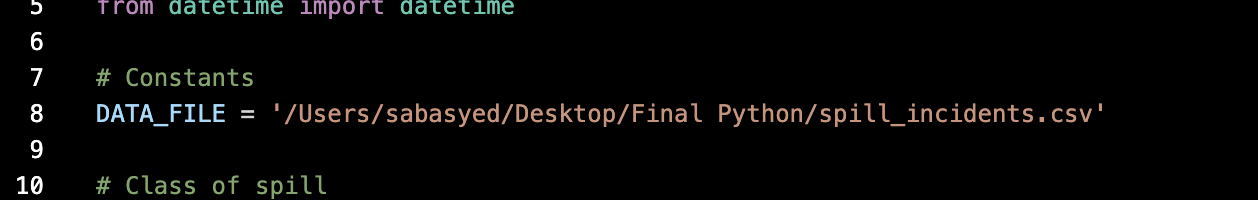 5 from datetime import datetime
6
7 # Constants
8 DATA_FILE = '/Users/sabasyed/Desktop/Final Python/spill_incidents.csv'
9
10 # Class of spill